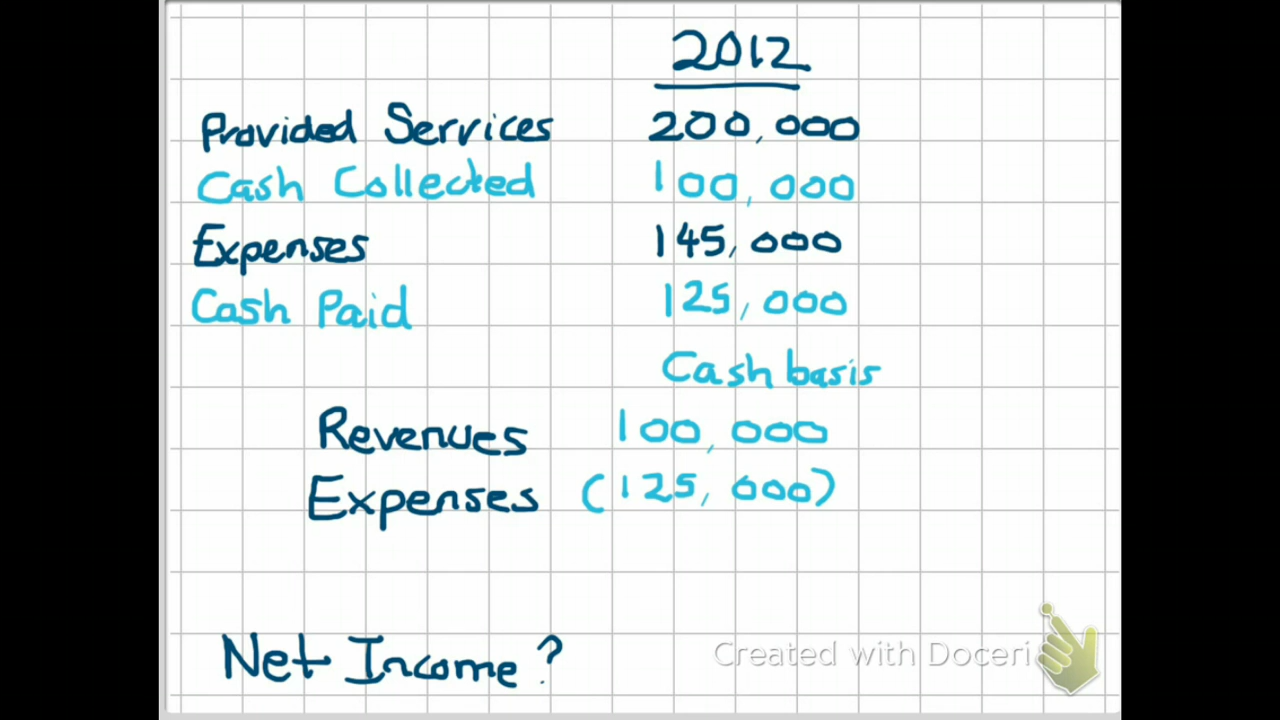 2012
Provided Services 200,000
Cash Collected 100,000
Expenses 145,000
Cash Paid 125,000
Cash basis
Revenues 100,000
Expenses (125,000)
Net Income?
Created with Doceri